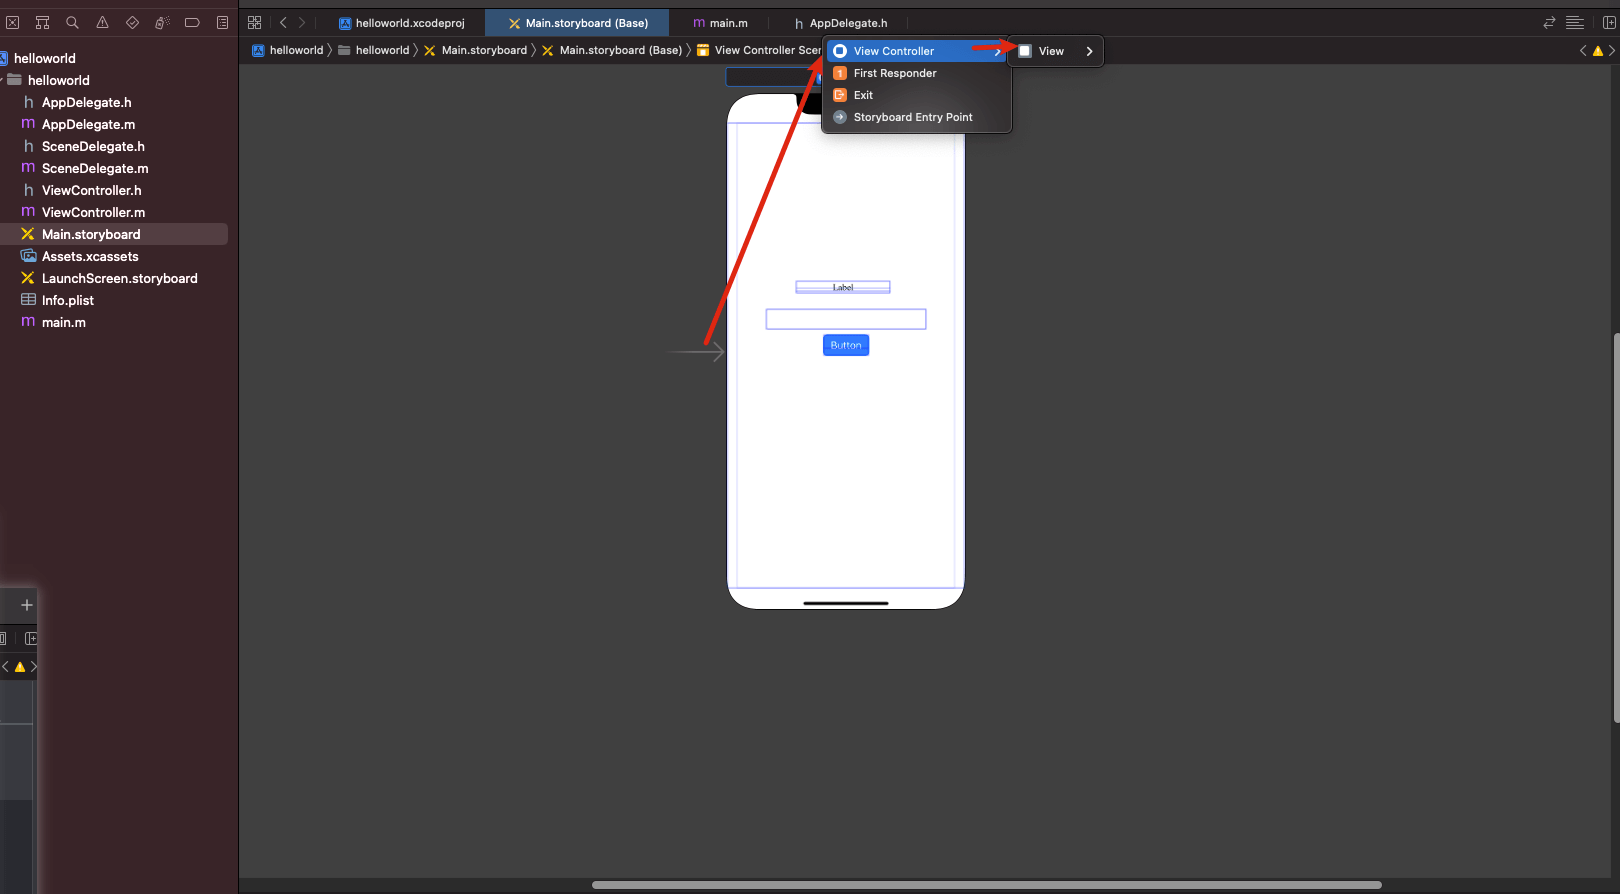 helloworld.xcodeproj
Main.storyboard (Base)
m main.m
h AppDelegate.h
helloworld
helloworld
Main.storyboard
Main.storyboard (Base)
View Controller Scen
View Controller
View
1 First Responder
Exit
Storyboard Entry Point
helloworld
helloworld
h AppDelegate.h
m AppDelegate.m
h SceneDelegate.h
m SceneDelegate.m
h ViewController.h
m ViewController.m
Main.storyboard
Assets.xcassets
LaunchScreen.storyboard
Info.plist
m main.m
Label
Button